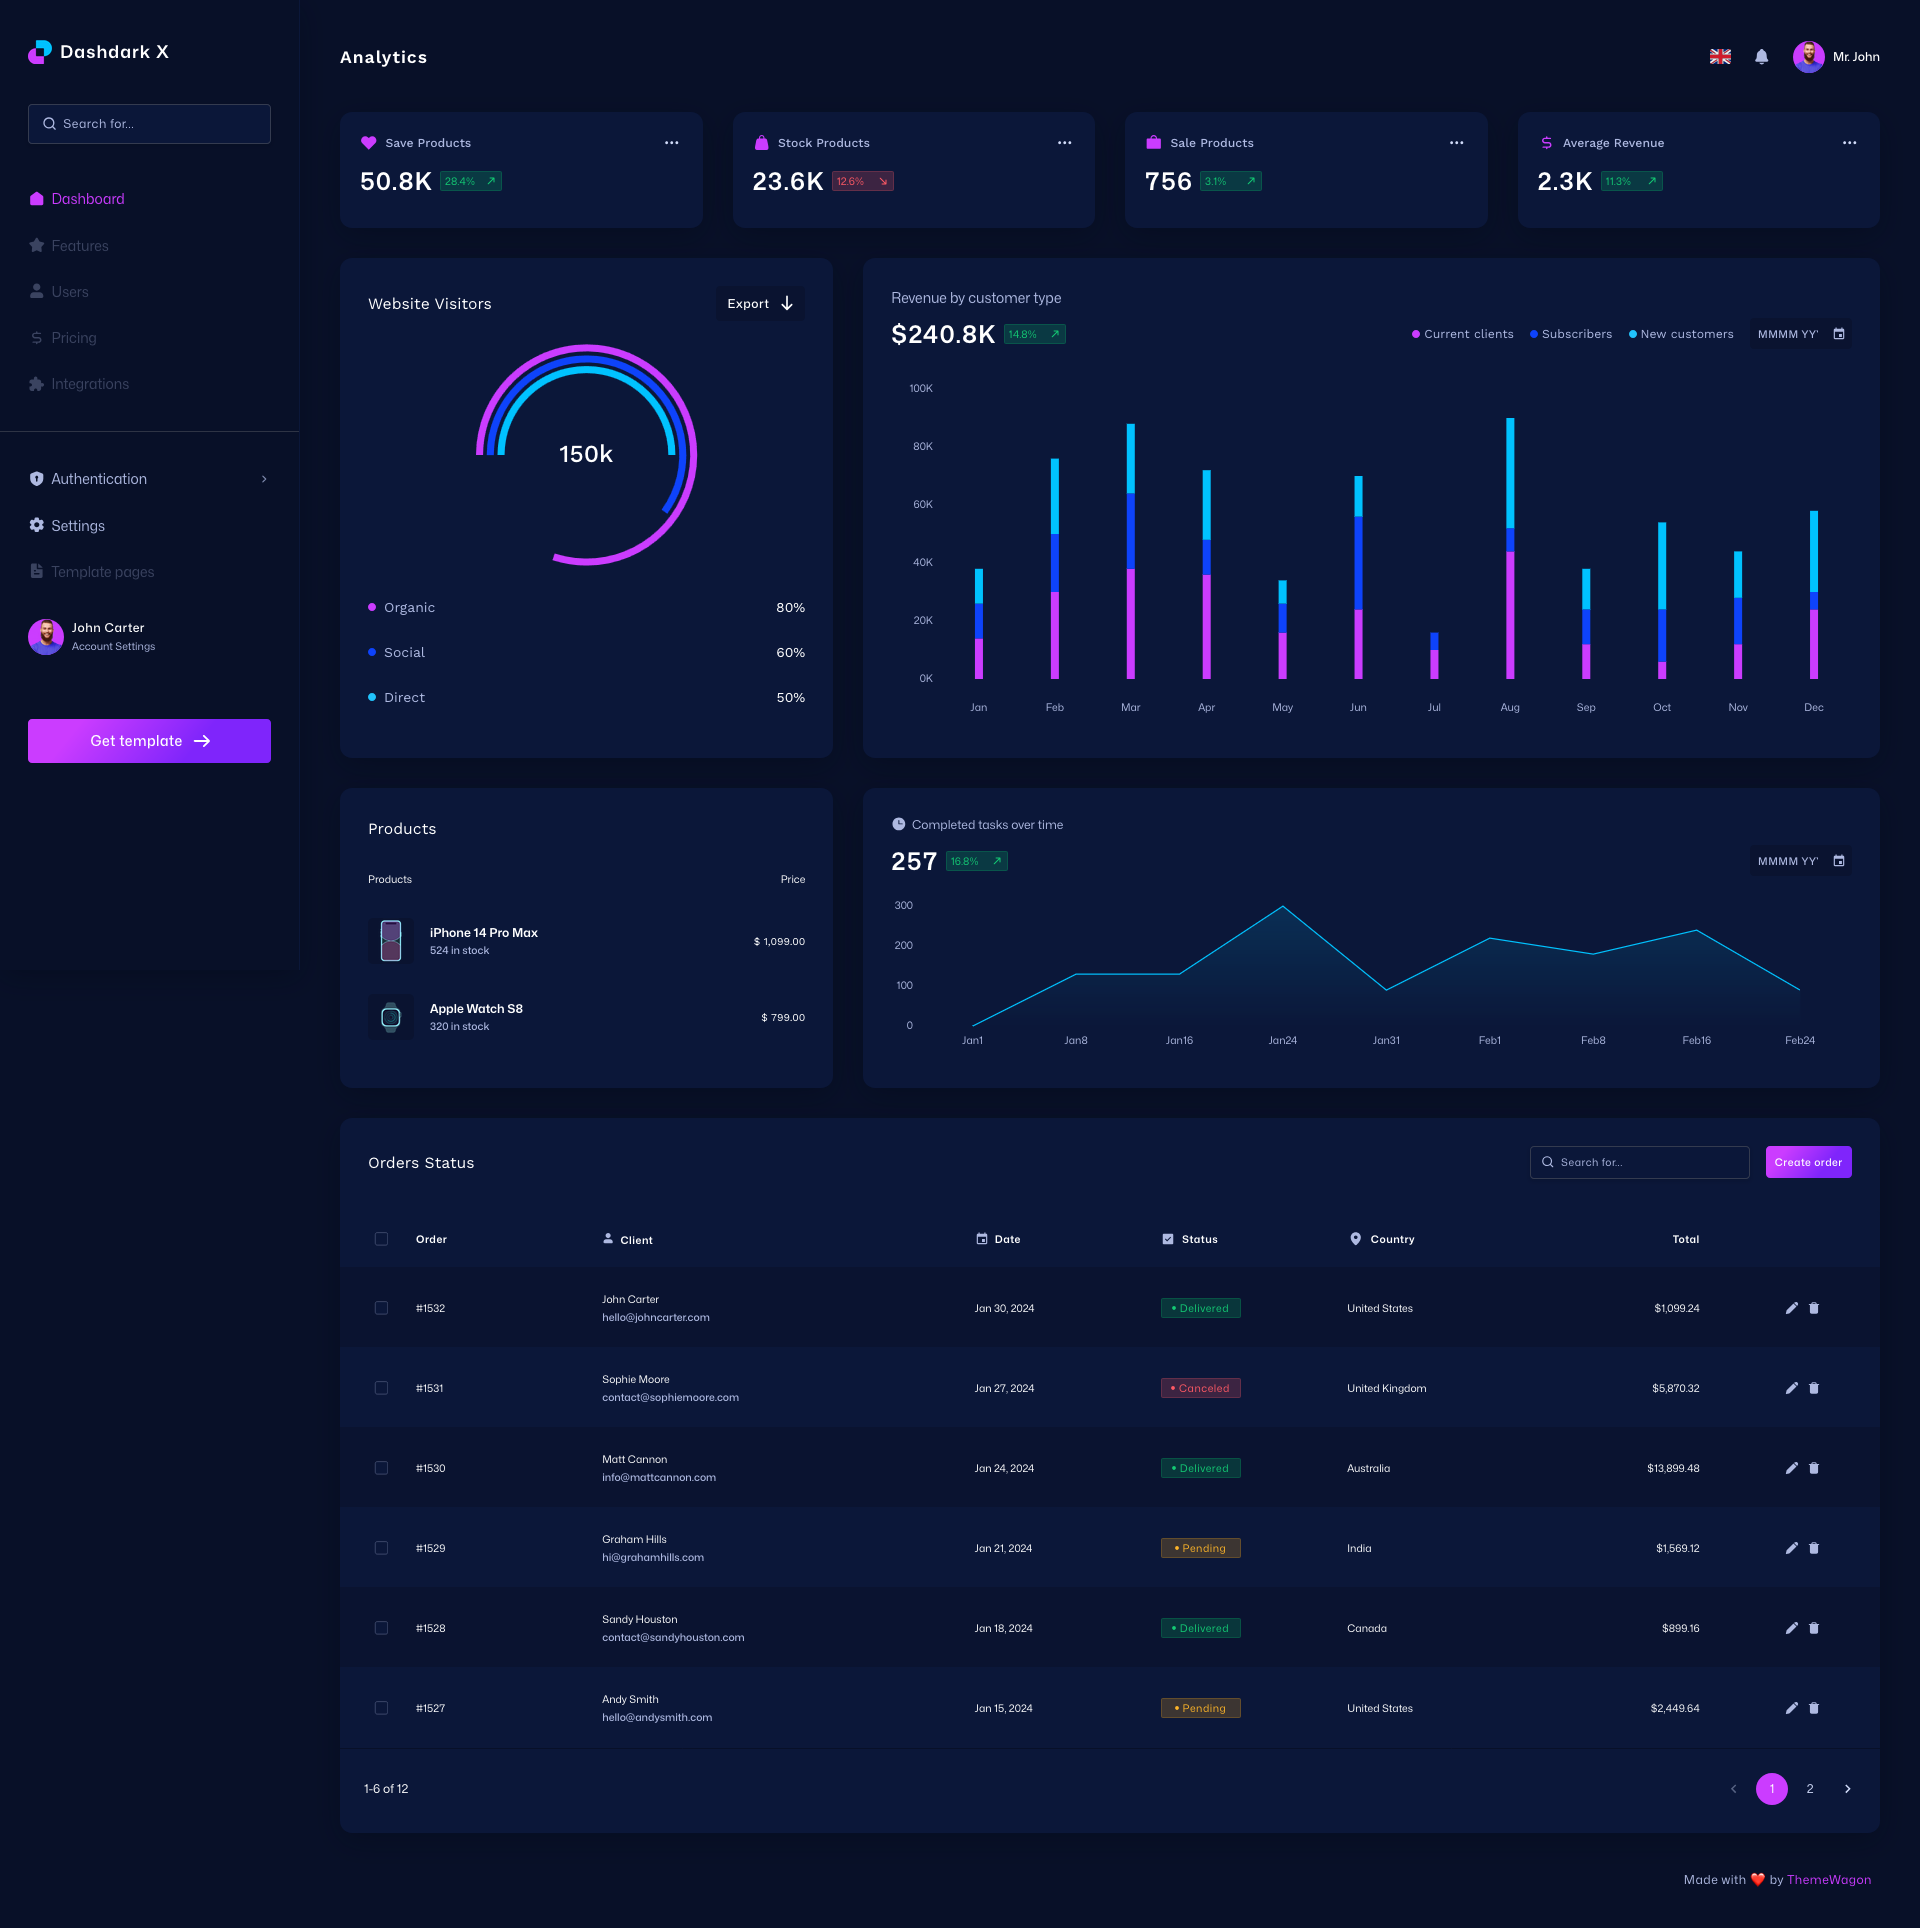 Dashdark X
Search for...
Dashboard
Features
Users
Pricing
Integrations
Authentication
Settings
Template pages
John Carter
Account Settings
Get template
Analytics
Mr. John
Save Products
50.8K 28.4%
Stock Products
23.6K 12.6%
Sale Products
756 3.1%
Average Revenue
2.3K 11.3%
Website Visitors
Export
150k
Organic 80%
Social 60%
Direct 50%
Revenue by customer type
$240.8K 14.8%
Current clients Subscribers New customers MMMM YY'
100K
80K
60K
40K
20K
0K
Jan Feb Mar Apr May Jun Jul Aug Sep Oct Nov Dec
Products
Products Price
iPhone 14 Pro Max
524 in stock
$ 1,099.00
Apple Watch S8
320 in stock
$ 799.00
Completed tasks over time
257 16.8%
MMMM YY'
300
200
100
0
Jan1 Jan8 Jan16 Jan24 Jan31 Feb1 Feb8 Feb16 Feb24
Orders Status
Search for...
Create order
Order Client Date Status Country Total
#1532 John Carter Jan 30, 2024 Delivered United States $1,099.24
hello@johncarter.com
#1531 Sophie Moore Jan 27, 2024 Canceled United Kingdom $5,870.32
contact@sophiemoore.com
#1530 Matt Cannon Jan 24, 2024 Delivered Australia $13,899.48
info@mattcannon.com
#1529 Graham Hills Jan 21, 2024 Pending India $1,569.12
hi@grahamhills.com
#1528 Sandy Houston Jan 18, 2024 Delivered Canada $899.16
contact@sandyhouston.com
#1527 Andy Smith Jan 15, 2024 Pending United States $2,449.64
hello@andysmith.com
1-6 of 12
1 2
Made with ❤️ by ThemeWagon